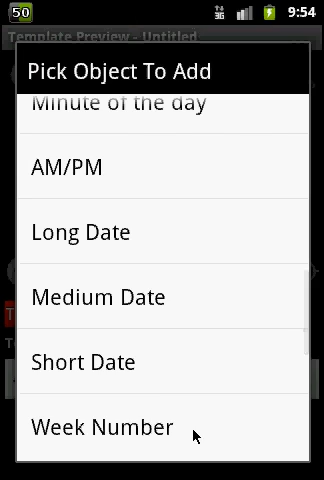 50
3G
9:54
Template Preview - Untitled
Pick Object To Add
Minute of the day
AM/PM
Long Date
Medium Date
Short Date
Week Number